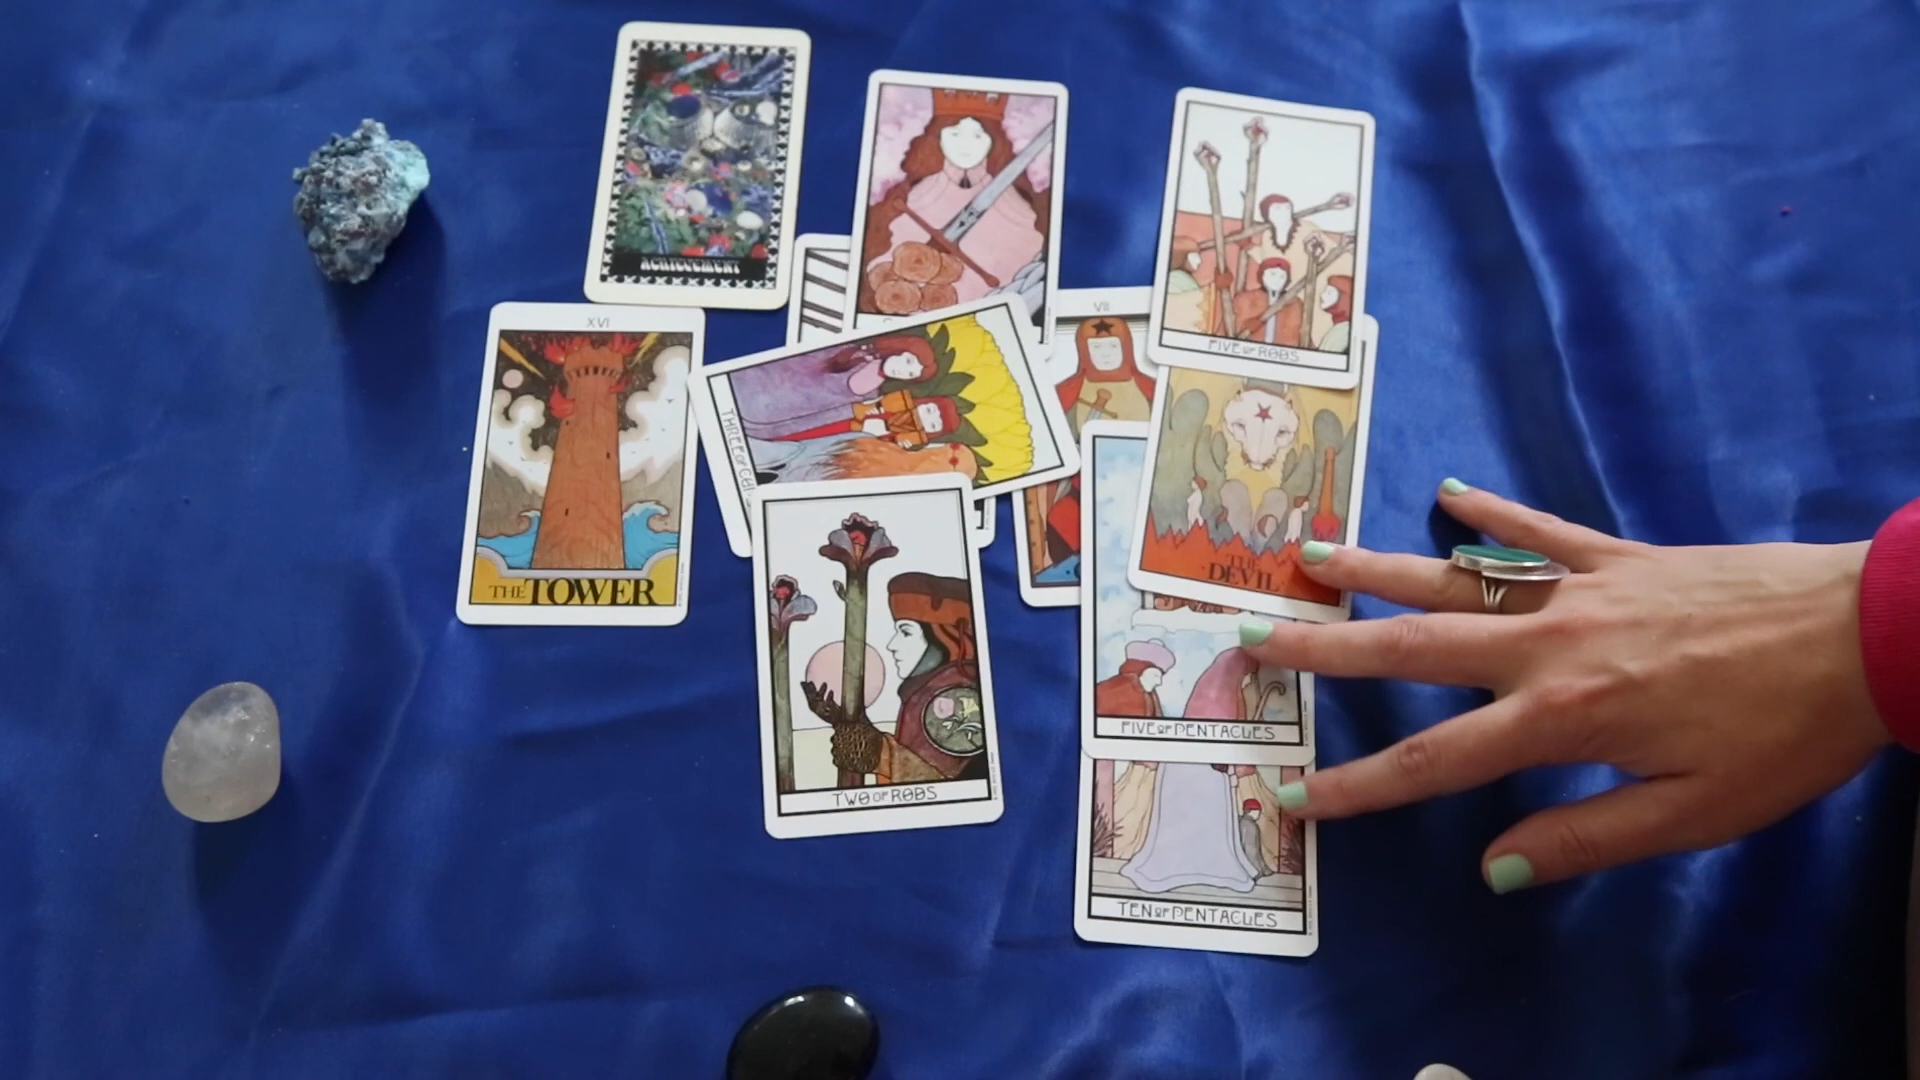 ACHIEVEMENT
XVI
VII
FIVE OF RODS
THREE OF CU
THE
DEVIL
THE TOWER
FIVE OF PENTACLES
TWO OF RODS
TEN OF PENTACLES